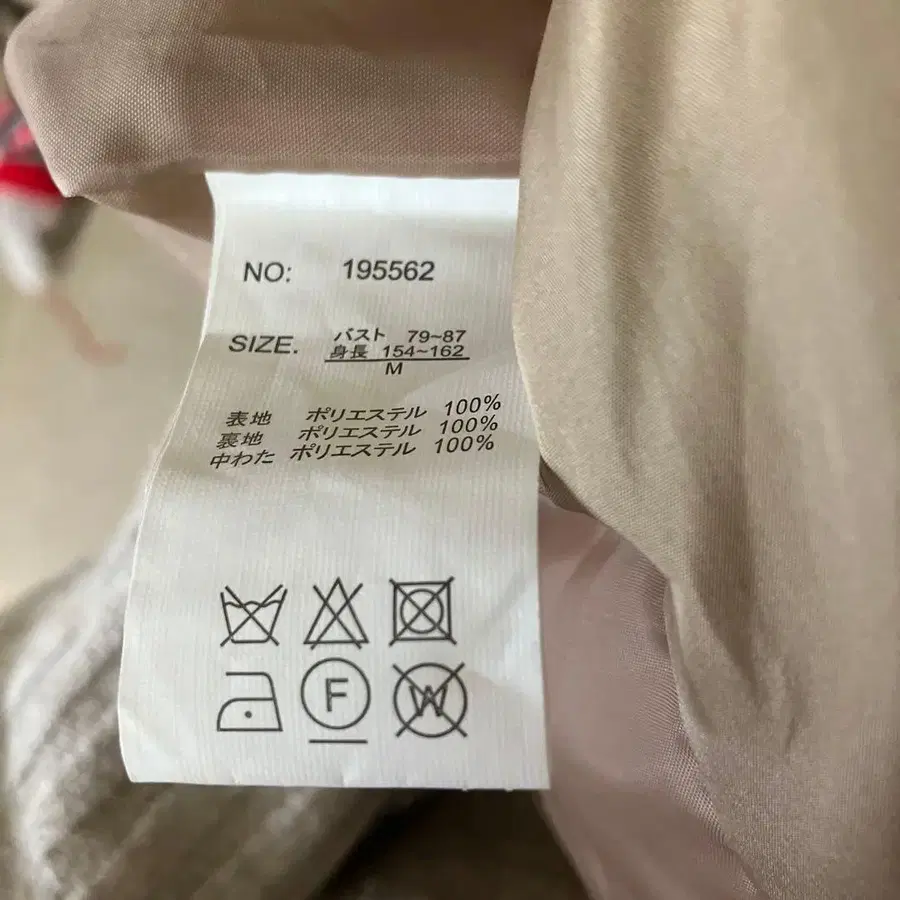 NO: 195562
SIZE. バスト 79~87
身長 154~162
M
表地 ポリエステル 100%
裏地 ポリエステル 100%
中わた ポリエステル 100%
F W